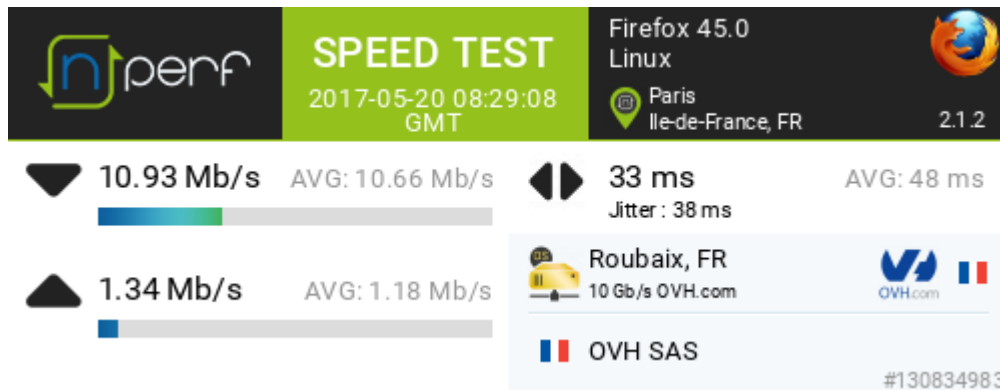 nperf
SPEED TEST
2017-05-20 08:29:08
GMT
Firefox 45.0
Linux
Paris
Ile-de-France, FR
2.1.2
10.93 Mb/s AVG: 10.66 Mb/s
1.34 Mb/s AVG: 1.18 Mb/s
33 ms AVG: 48 ms
Jitter : 38 ms
Roubaix, FR
10 Gb/s OVH.com
OVH.com
OVH SAS
#130834983